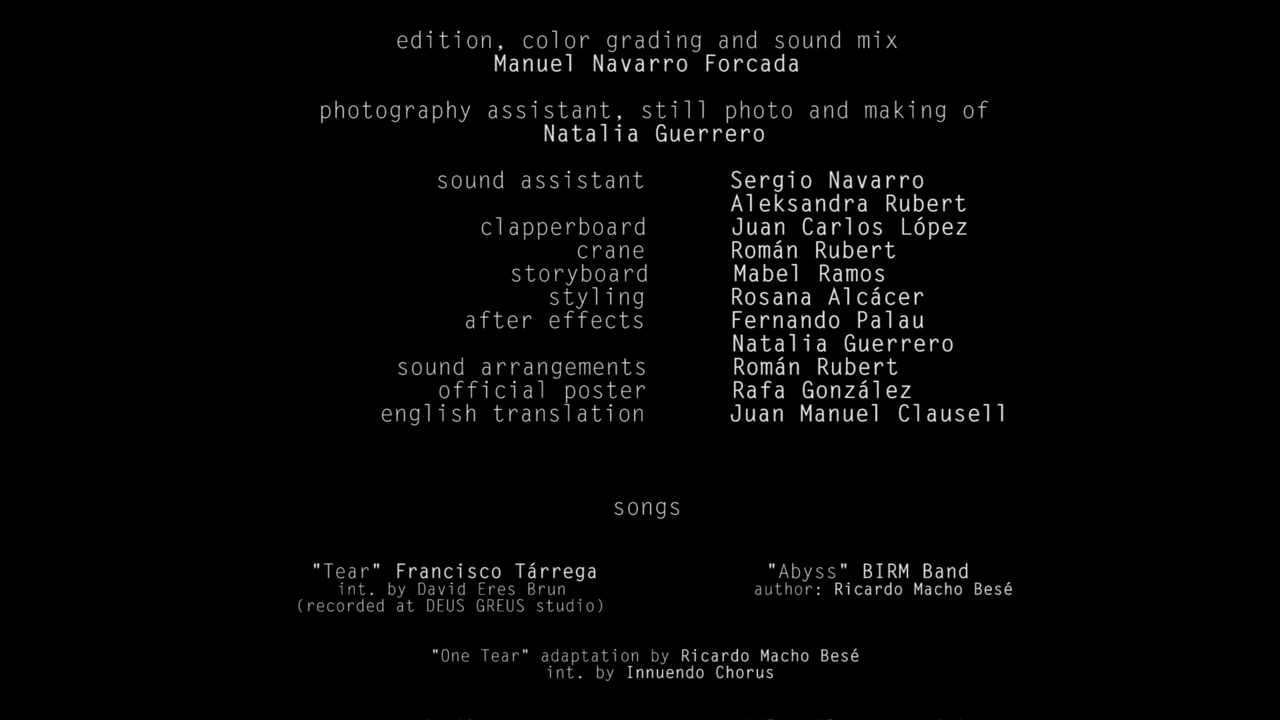 edition, color grading and sound mix
Manuel Navarro Forcada
photography assistant, still photo and making of
Natalia Guerrero
sound assistant Sergio Navarro
Aleksandra Rubert
clapperboard Juan Carlos López
crane Román Rubert
storyboard Mabel Ramos
styling Rosana Alcácer
after effects Fernando Palau
Natalia Guerrero
sound arrangements Román Rubert
official poster Rafa González
english translation Juan Manuel Clausell
songs
"Tear" Francisco Tárrega
int. by David Eres Brun
(recorded at DEUS GREUS studio)
"Abyss" BIRM Band
author: Ricardo Macho Besé
"One Tear" adaptation by Ricardo Macho Besé
int. by Innuendo Chorus